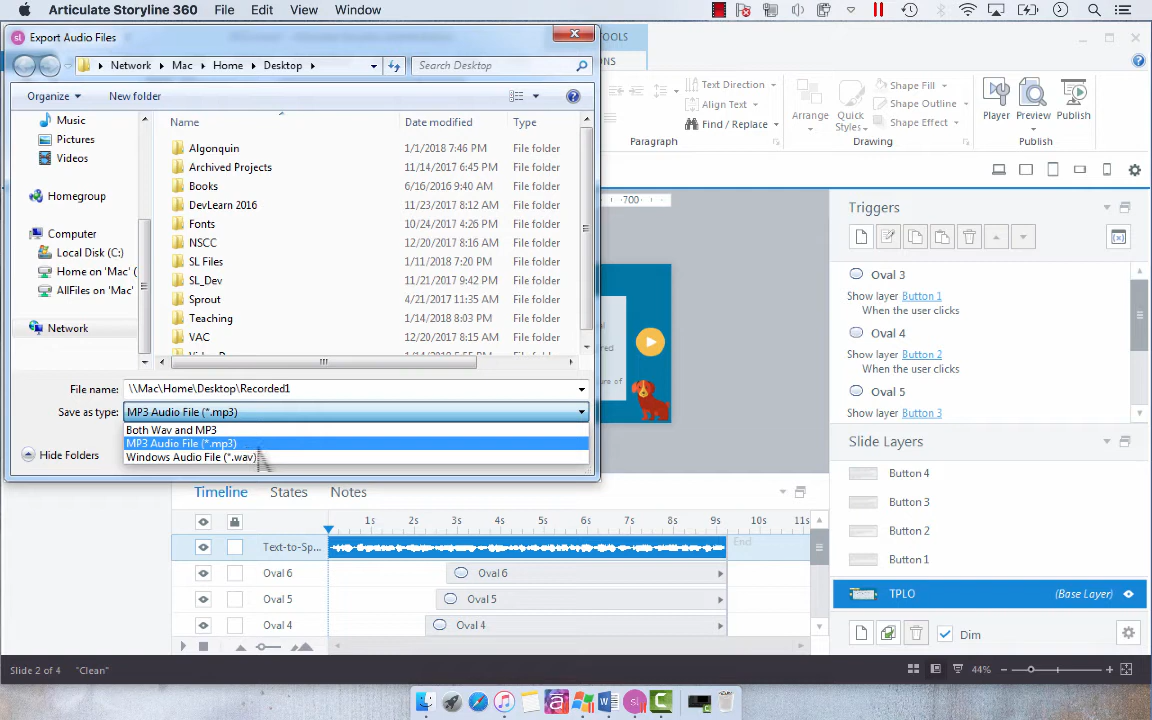 Articulate Storyline 360 File Edit View Window
Export Audio Files
Network Mac Home Desktop Search Desktop
Organize New folder
Name Date modified Type
Music
Pictures
Videos
Homegroup
Computer
Local Disk (C:)
Home on 'Mac' (
AllFiles on 'Mac'
Network
Algonquin 1/1/2018 7:46 PM File folder
Archived Projects 11/14/2017 6:45 PM File folder
Books 6/16/2016 9:40 AM File folder
DevLearn 2016 11/23/2017 8:12 AM File folder
Fonts 10/24/2017 4:26 PM File folder
NSCC 12/20/2017 8:16 AM File folder
SL Files 1/11/2018 7:20 PM File folder
SL_Dev 11/21/2017 9:42 PM File folder
Sprout 4/21/2017 11:35 AM File folder
Teaching 1/14/2018 8:03 PM File folder
VAC 12/20/2017 8:15 AM File folder
File name: \\Mac\Home\Desktop\Recorded1
Save as type: MP3 Audio File (*.mp3)
Both Wav and MP3
MP3 Audio File (*.mp3)
Windows Audio File (*.wav)
Hide Folders
TOOLS
ONS
Text Direction
Align Text
Find / Replace
Paragraph
Arrange
Quick Styles
Shape Fill
Shape Outline
Shape Effect
Drawing
Player Preview Publish
Publish
700
al
red
ure of
Triggers
Oval 3
Show layer Button 1
When the user clicks
Oval 4
Show layer Button 2
When the user clicks
Oval 5
Show layer Button 3
Slide Layers
Button 4
Button 3
Button 2
Button 1
TPLO (Base Layer)
Dim
Timeline States Notes
1s 2s 3s 4s 5s 6s 7s 8s 9s 10s 11s
Text-to-Sp... End
Oval 6 Oval 6
Oval 5 Oval 5
Oval 4 Oval 4
Slide 2 of 4 "Clean" 44%